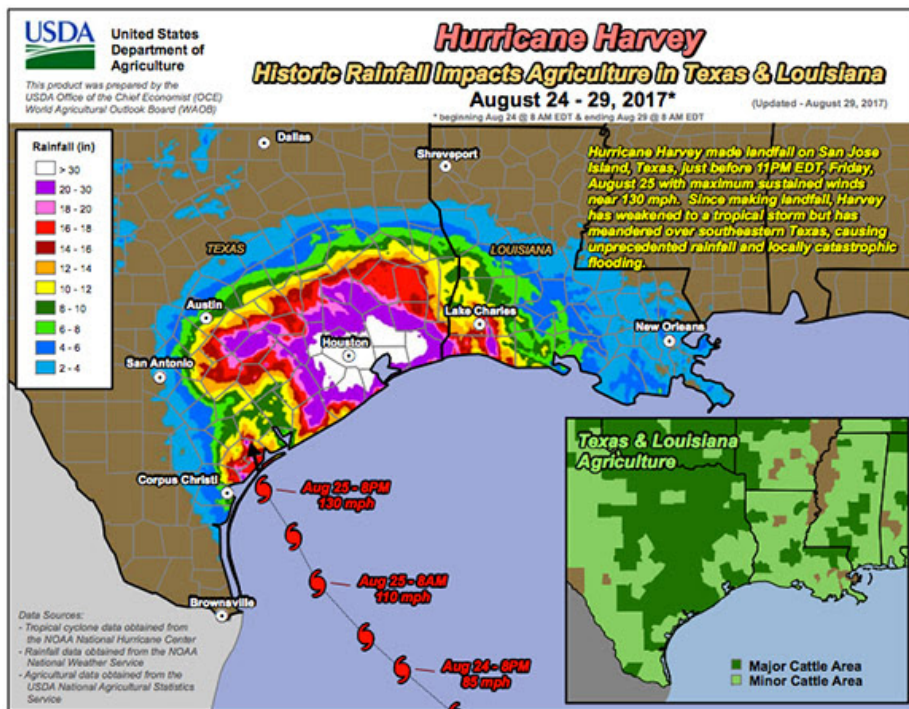 USDA
United States
Department of
Agriculture
This product was prepared by the
USDA Office of the Chief Economist (OCE)
World Agricultural Outlook Board (WAOB)
Hurricane Harvey
Historic Rainfall Impacts Agriculture in Texas & Louisiana
August 24 - 29, 2017*
(Updated - August 29, 2017)
* beginning Aug 24 @ 8 AM EDT & ending Aug 29 @ 8 AM EDT
Rainfall (in)
> 30
20 - 30
18 - 20
16 - 18
14 - 16
12 - 14
10 - 12
8 - 10
6 - 8
4 - 6
2 - 4
Dallas
Shreveport
Hurricane Harvey made landfall on San Jose
Island, Texas, just before 11PM EDT, Friday,
August 25 with maximum sustained winds
near 130 mph. Since making landfall, Harvey
has weakened to a tropical storm but has
meandered over southeastern Texas, causing
unprecedented rainfall and locally catastrophic
flooding.
TEXAS
LOUISIANA
Austin
Lake Charles
New Orleans
Houston
San Antonio
Corpus Christi
Aug 25 - 8PM
130 mph
Aug 25 - 8AM
110 mph
Aug 24 - 8PM
85 mph
Brownsville
Data Sources:
- Tropical cyclone data obtained from
the NOAA National Hurricane Center
- Rainfall data obtained from the NOAA
National Weather Service
- Agricultural data obtained from the
USDA National Agricultural Statistics
Service
Texas & Louisiana
Agriculture
Major Cattle Area
Minor Cattle Area